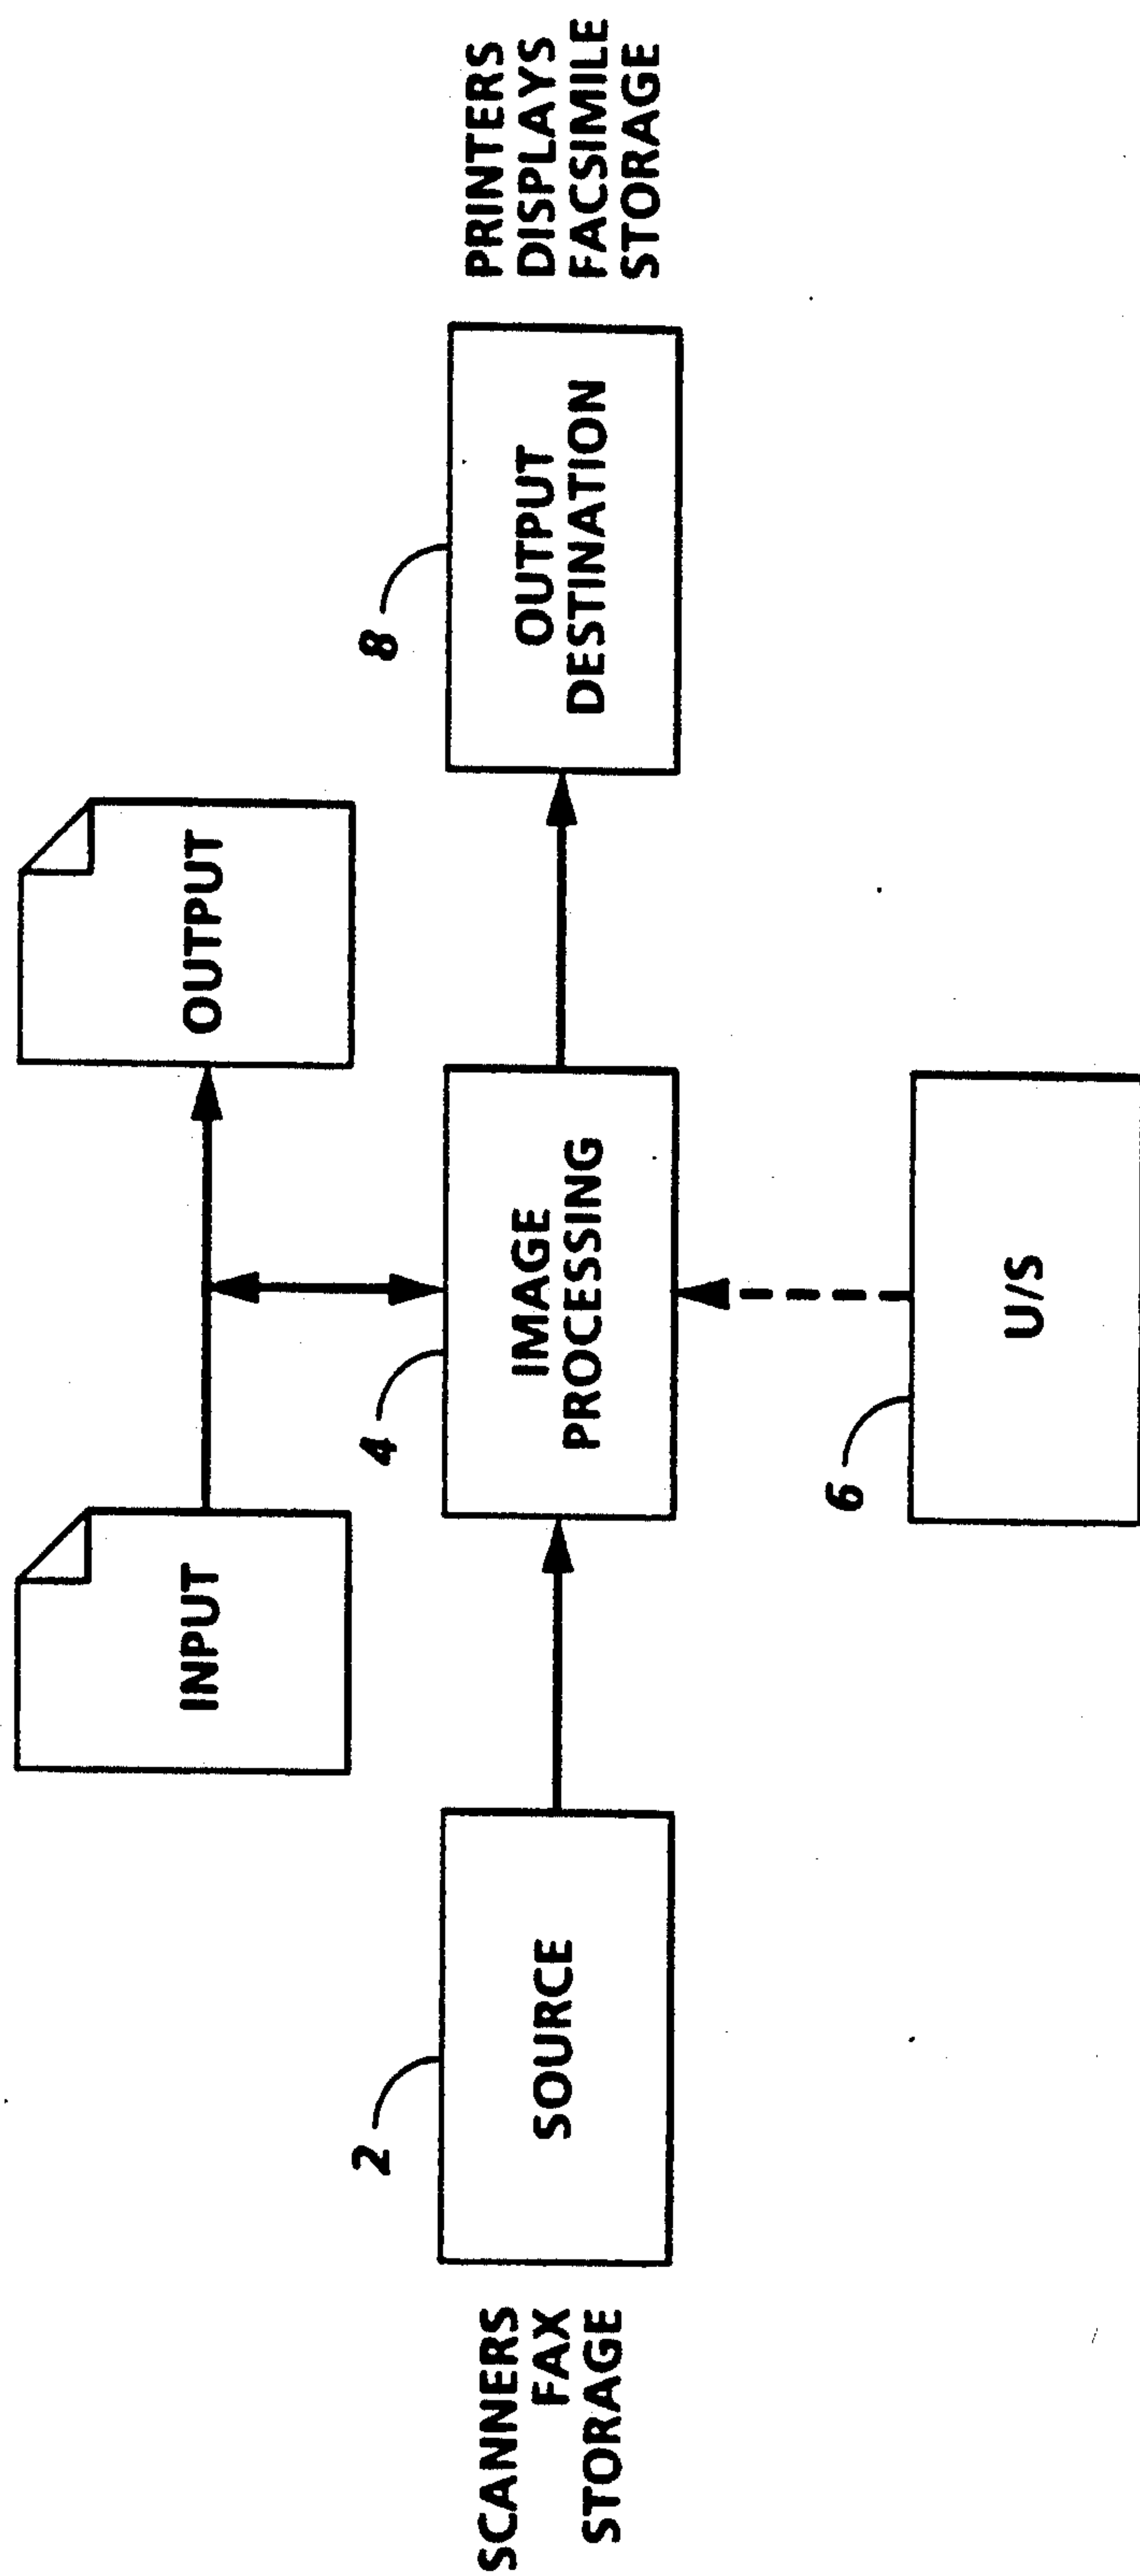 INPUT
OUTPUT
2
4
8
SCANNERS
FAX
STORAGE
SOURCE
IMAGE
PROCESSING
OUTPUT
DESTINATION
PRINTERS
DISPLAYS
FACSIMILE
STORAGE
6
U/S